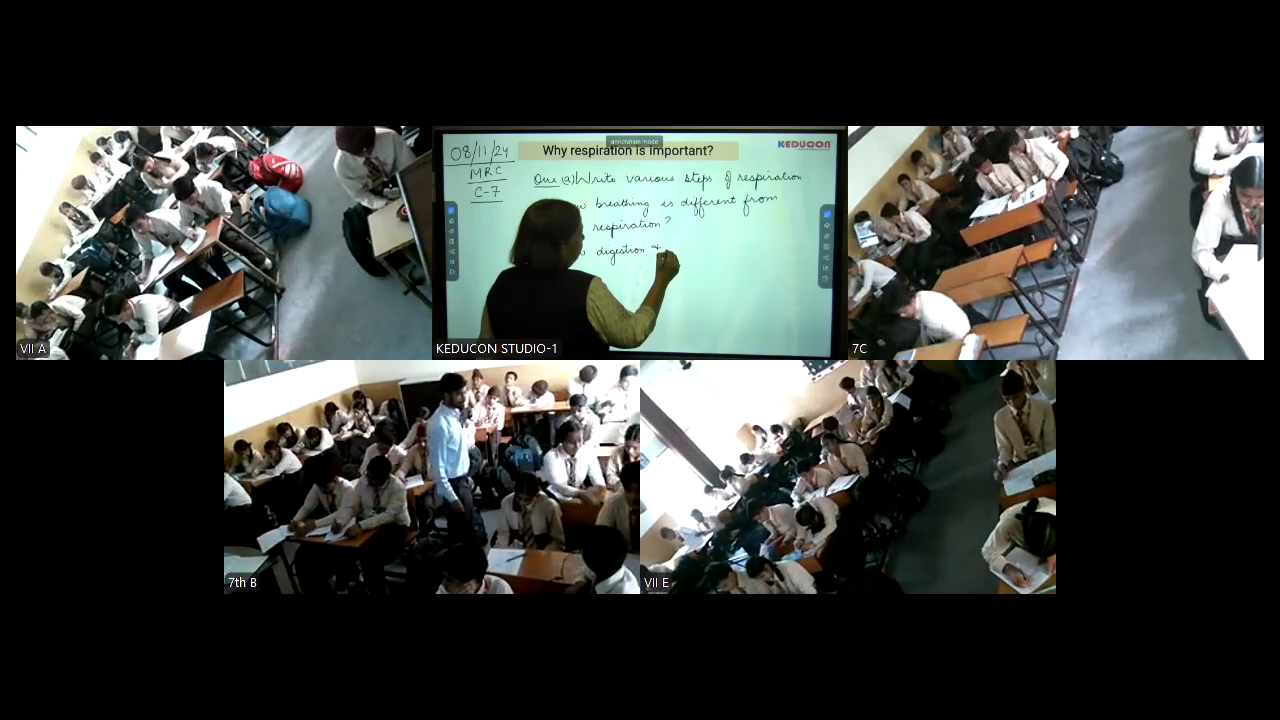 annotation mode
Why respiration is important?
KEDUCON
08/11/24
MRC
C-7
Que (a) Write various steps of respiration
breathing is different from
respiration?
digestion &
VII A
KEDUCON STUDIO-1
7C
7th B
VII E